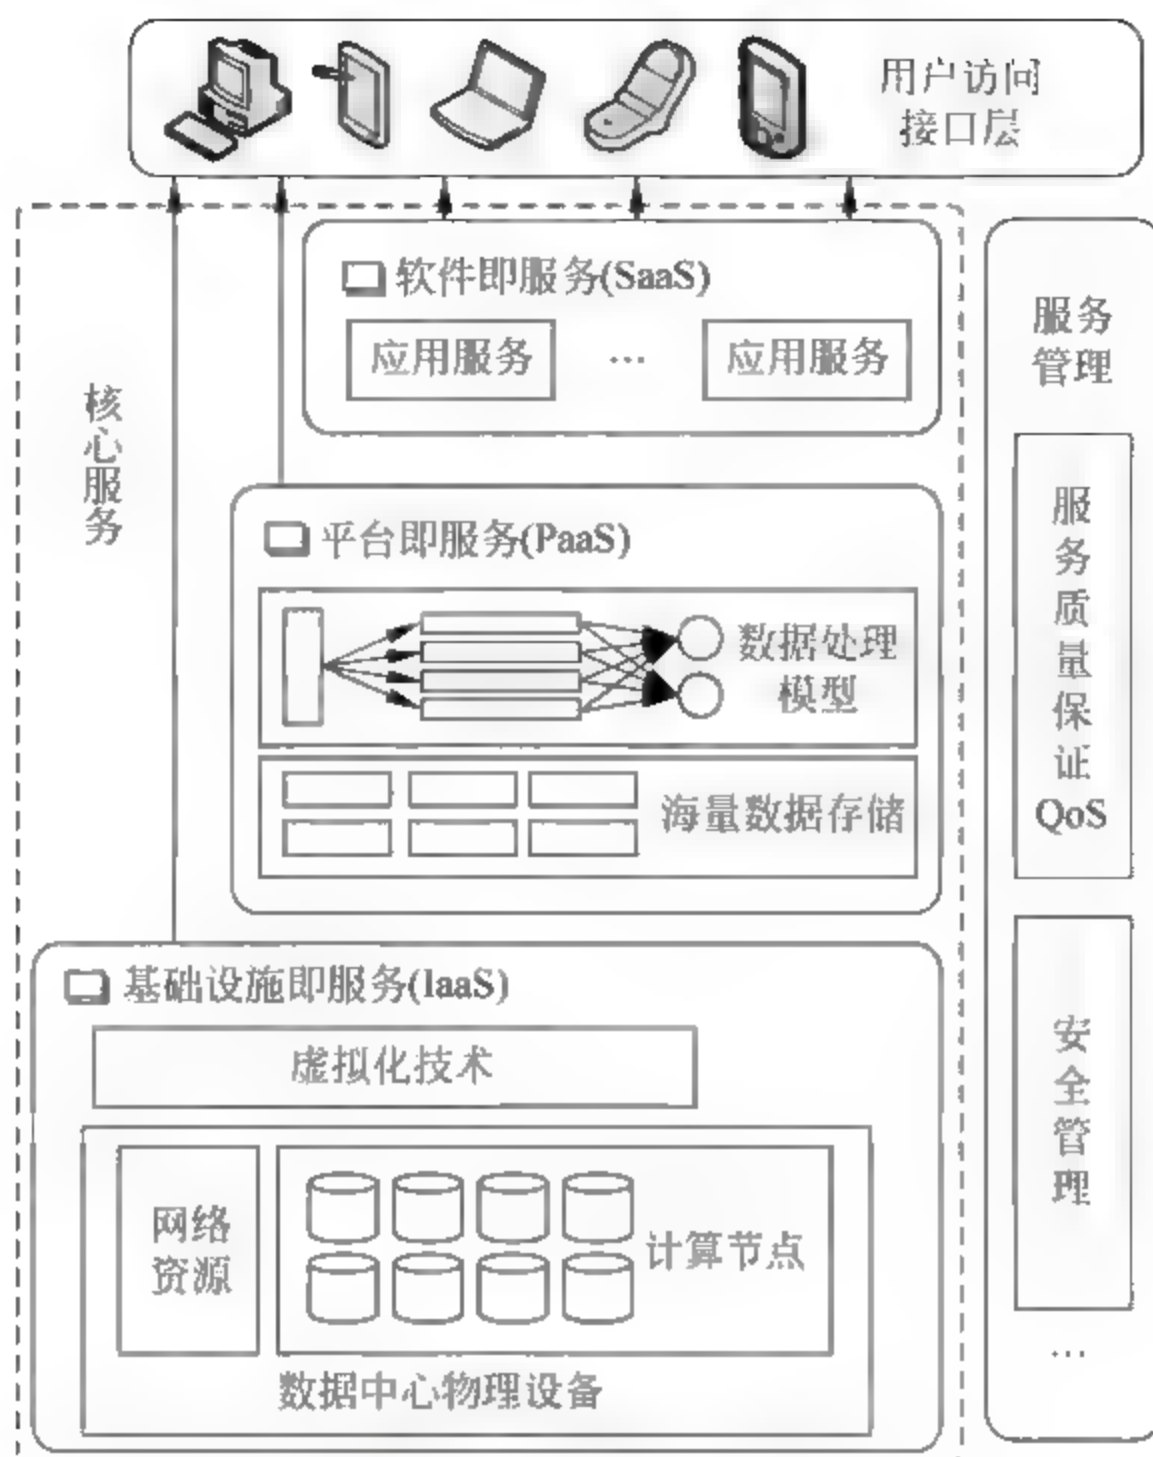 用户访问
接口层
核
心
服
务
软件即服务(SaaS)
应用服务
...
应用服务
平台即服务(PaaS)
数据处理
模型
海量数据存储
基础设施即服务(IaaS)
虚拟化技术
网络
资源
计算节点
数据中心物理设备
服务
管理
服
务
质
量
保
证
QoS
安
全
管
理
...